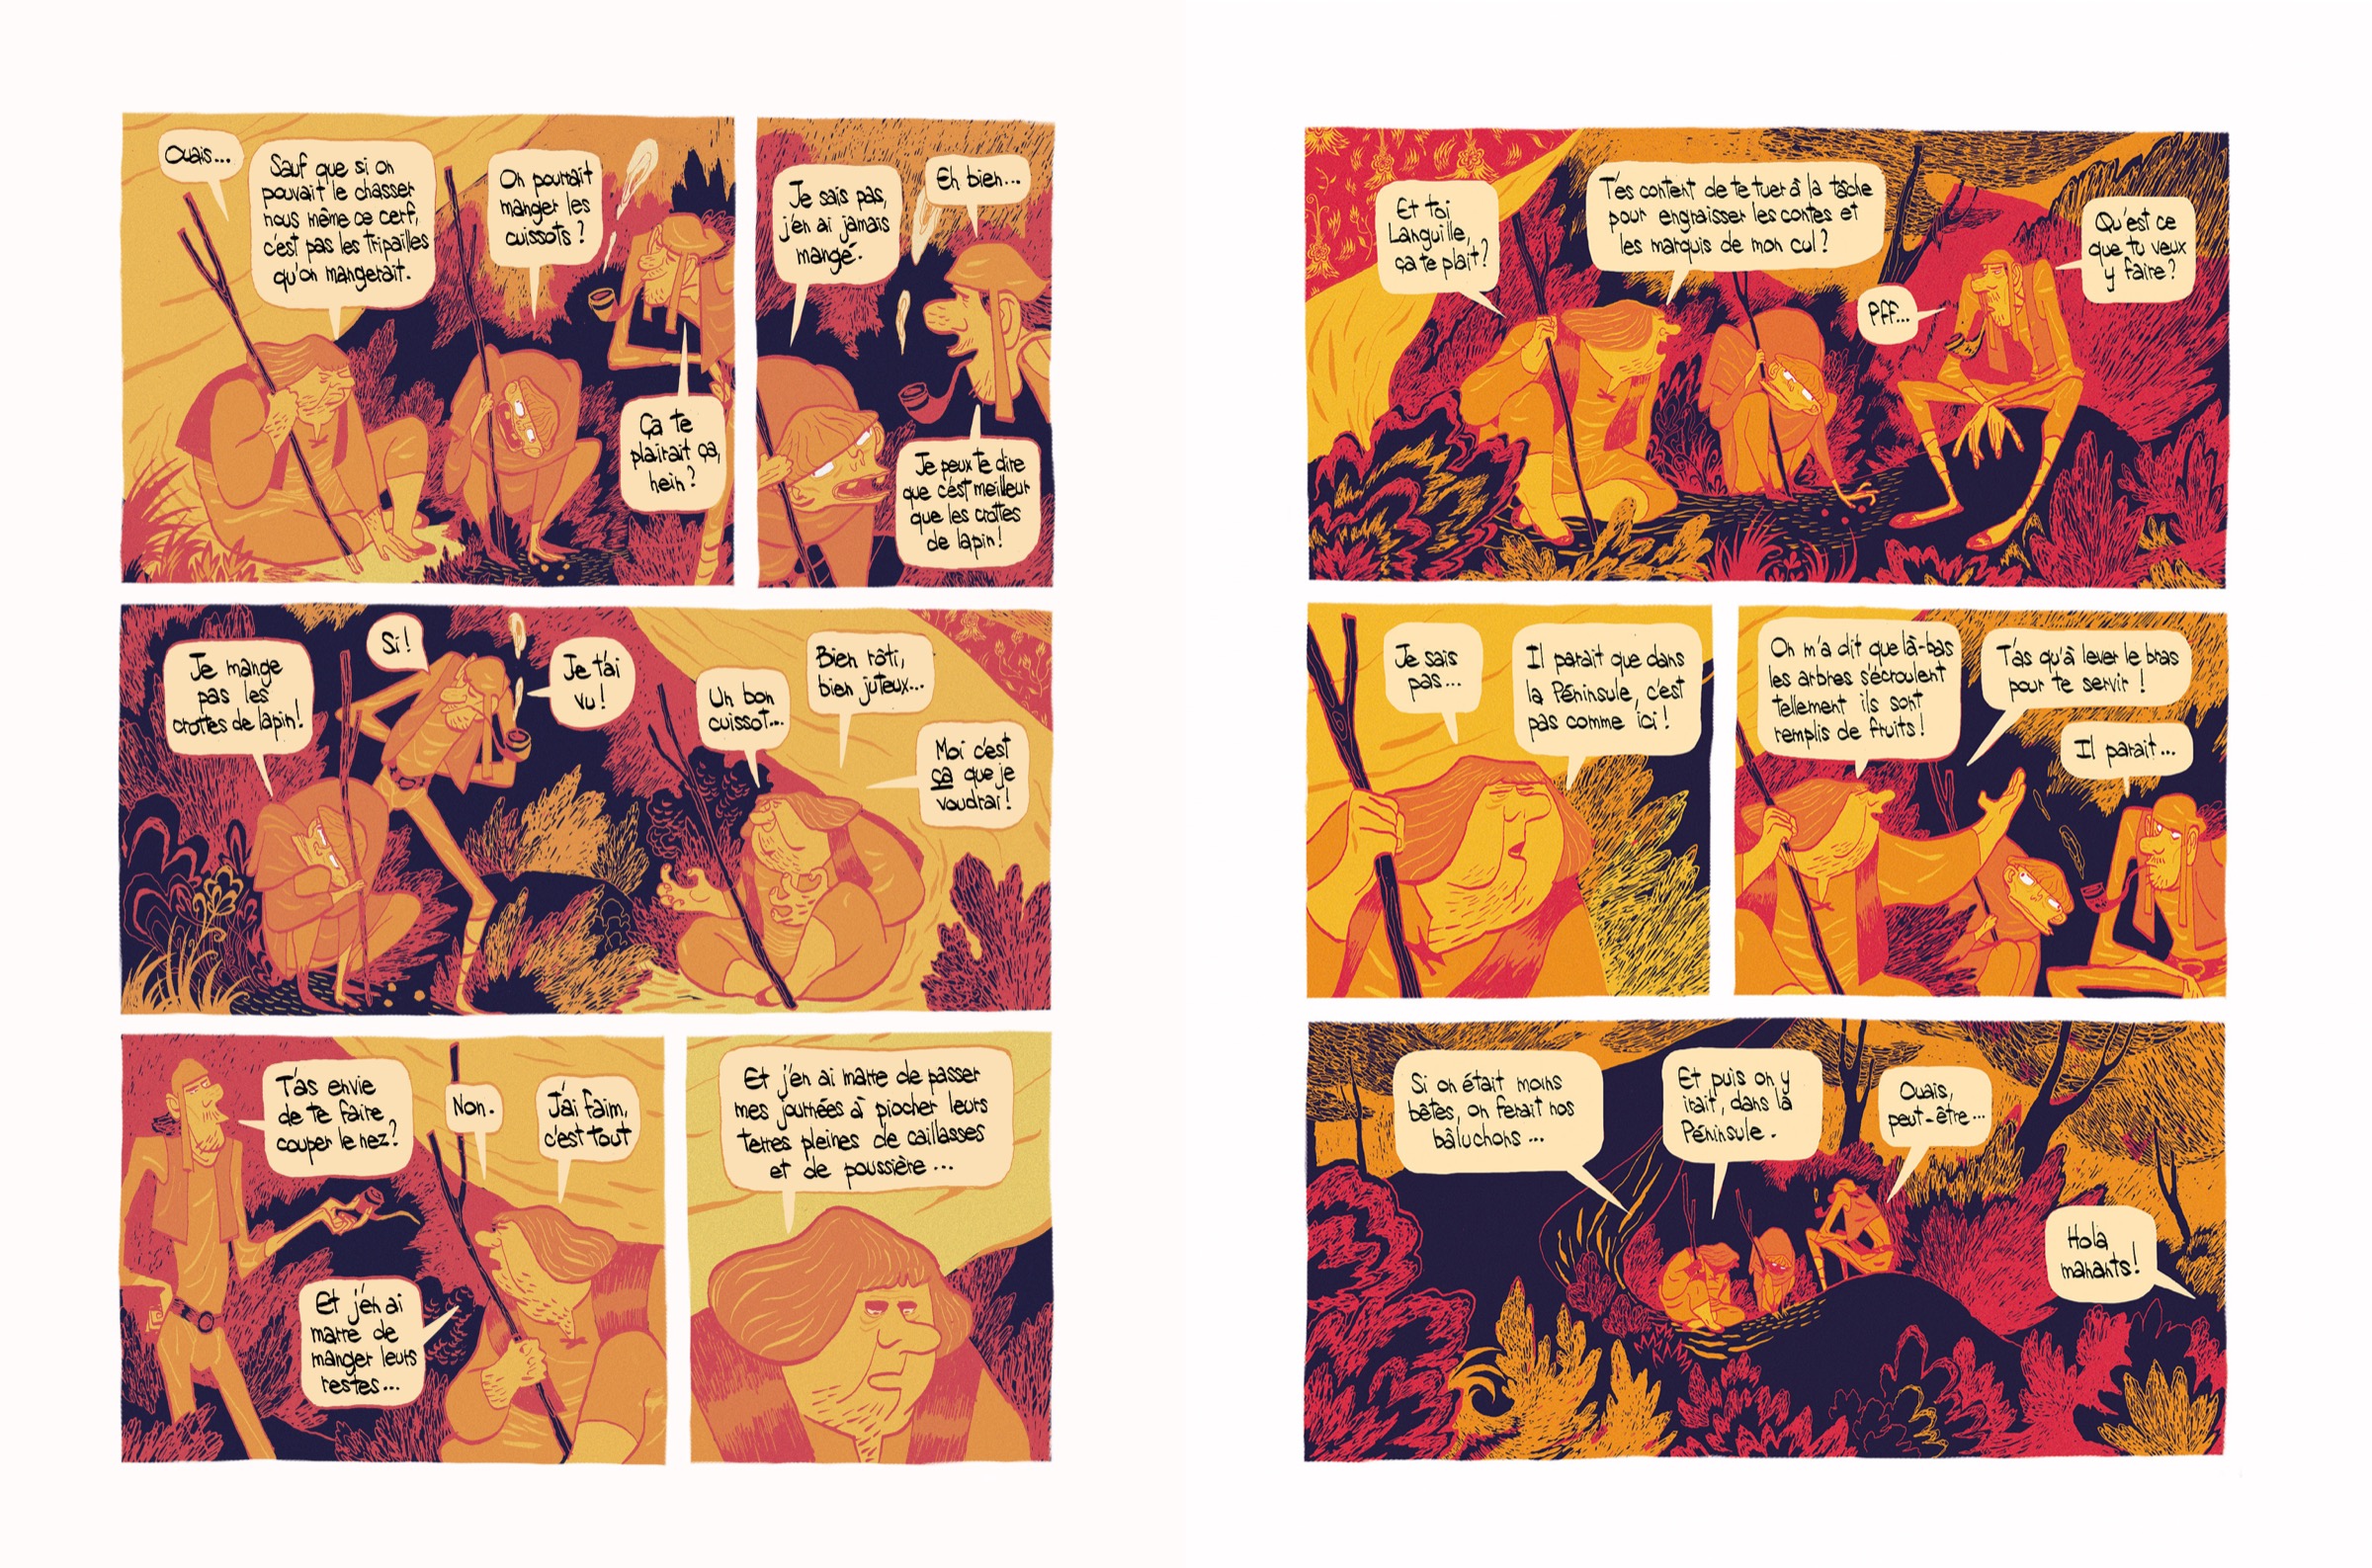 Ouais...
Sauf que si on
pouvait le chasser
nous même ce cerf,
c'est pas les tripailles
qu'on mangerait.
On pourrait
manger les
cuissots ?
Ça te
plairait ça,
hein ?
Je sais pas,
j'en ai jamais
mangé.
Eh bien...
Je peux te dire
que c'est meilleur
que les crottes
de lapin !
Je mange
pas les
crottes de lapin !
Si !
Je t'ai
vu !
Un bon
cuissot...
Bien rôti,
bien juteux...
Moi c'est
ça que je
voudrai !
T'as envie
de te faire
couper le nez ?
Non.
J'ai faim,
c'est tout
Et j'en ai
marre de
manger leurs
restes...
Et j'en ai marre de passer
mes journées à piocher leurs
terres pleines de caillasses
et de poussière ...
Et toi
Languille,
ça te plait ?
T'es content de te tuer à la tâche
pour engraisser les contes et
les marquis de mon cul ?
Pff...
Qu'est ce
que tu veux
y faire ?
Je sais
pas...
Il parait que dans
la Péninsule, c'est
pas comme ici !
On m'a dit que là-bas
les arbres s'écroulent
tellement ils sont
remplis de fruits !
T'as qu'à lever le bras
pour te servir !
Il parait...
Si on était moins
bêtes, on ferait nos
bâluchons ...
Et puis on y
irait, dans la
Péninsule.
Ouais,
peut-être...
Holà
manants !